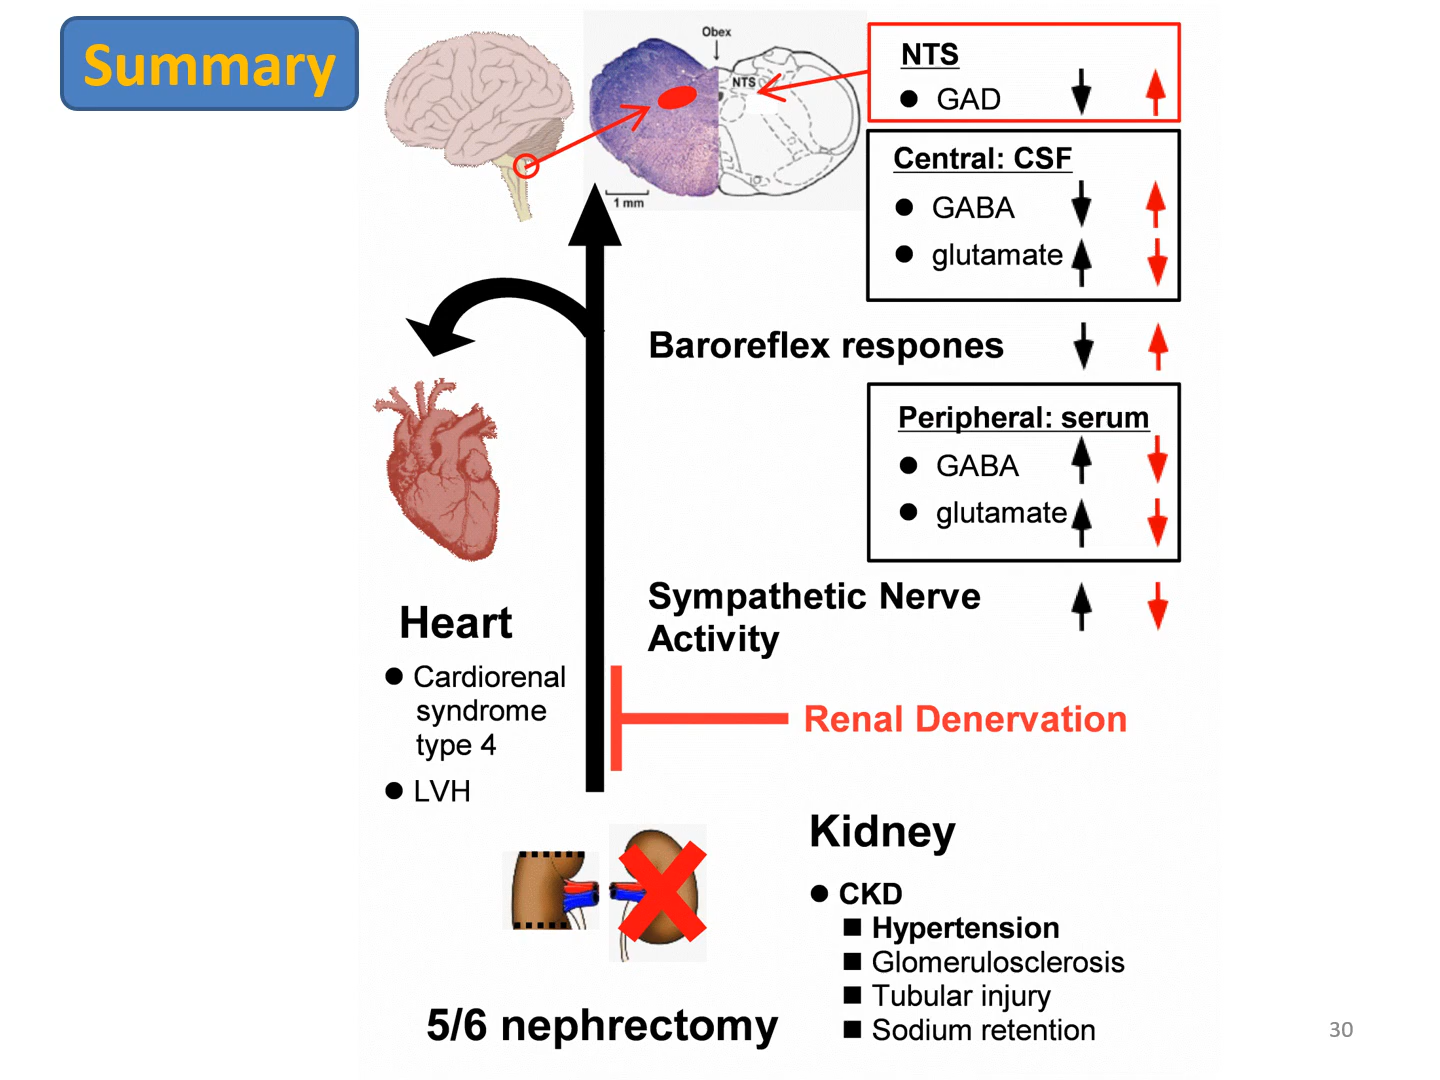 Summary
Obex
NTS
1 mm
NTS
● GAD
Central: CSF
● GABA
● glutamate
Baroreflex respones
Peripheral: serum
● GABA
● glutamate
Sympathetic Nerve
Activity
Heart
● Cardiorenal
syndrome
type 4
● LVH
Renal Denervation
Kidney
● CKD
■ Hypertension
■ Glomerulosclerosis
■ Tubular injury
■ Sodium retention
5/6 nephrectomy
30